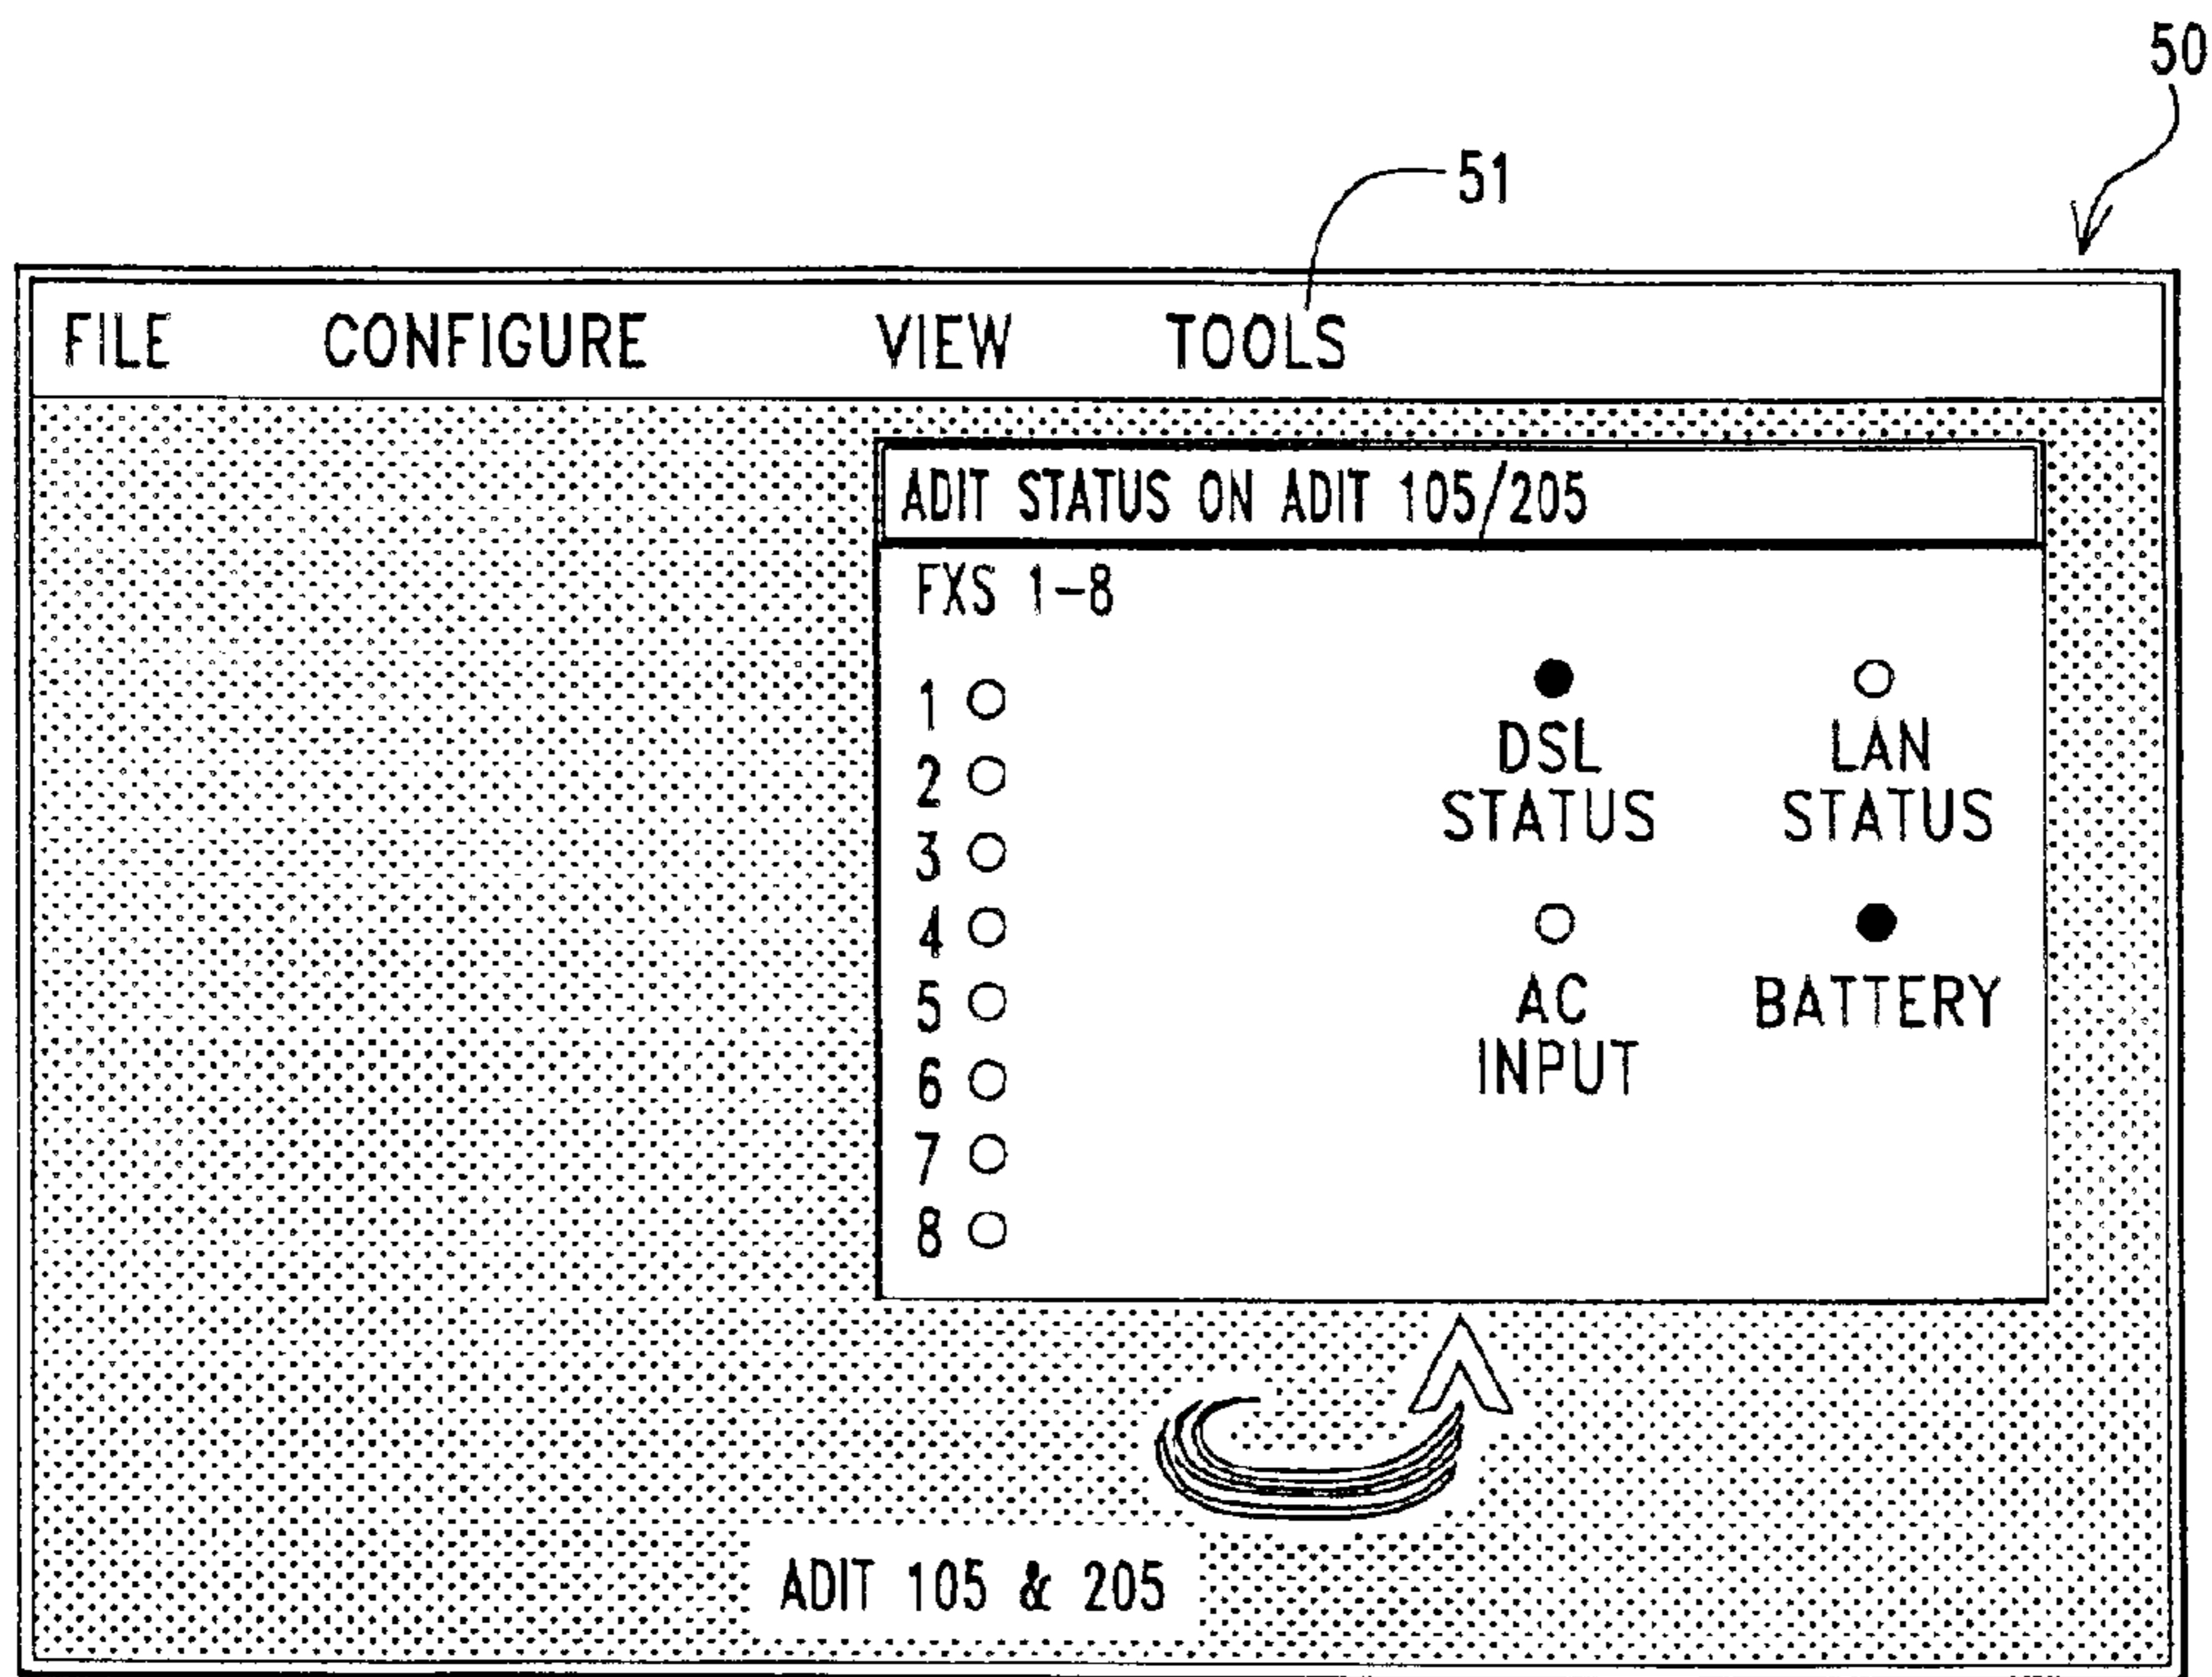 50
51
FILE CONFIGURE VIEW TOOLS
ADIT STATUS ON ADIT 105/205
FXS 1-8
1
2
3
4
5
6
7
8
DSL
STATUS
LAN
STATUS
AC
INPUT
BATTERY
ADIT 105 & 205